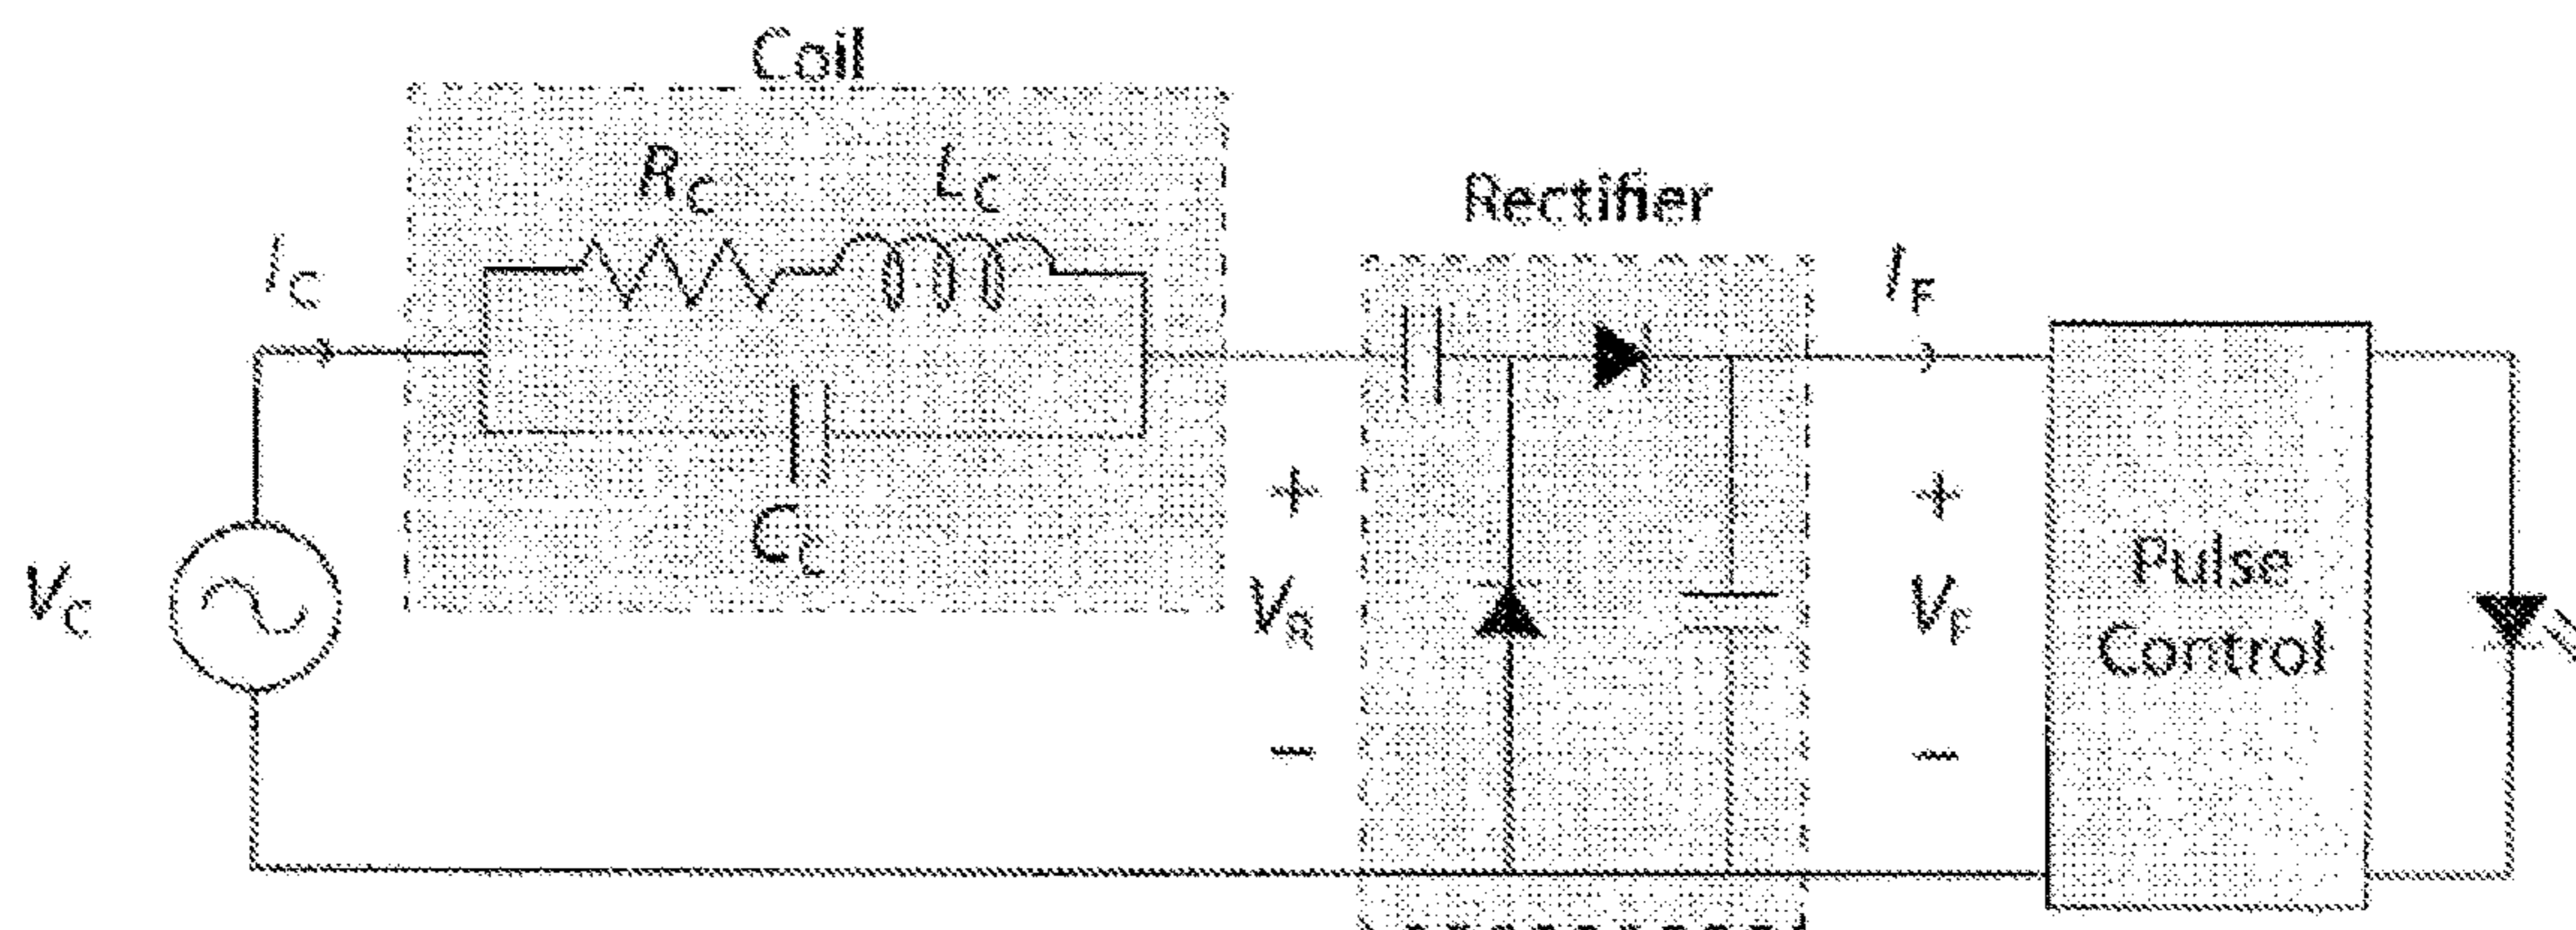 Coil
R_C
L_C
I_C
Rectifier
I_F
C_C
+
+
V_C
V_R
V_F
Pulse
Control
−
−